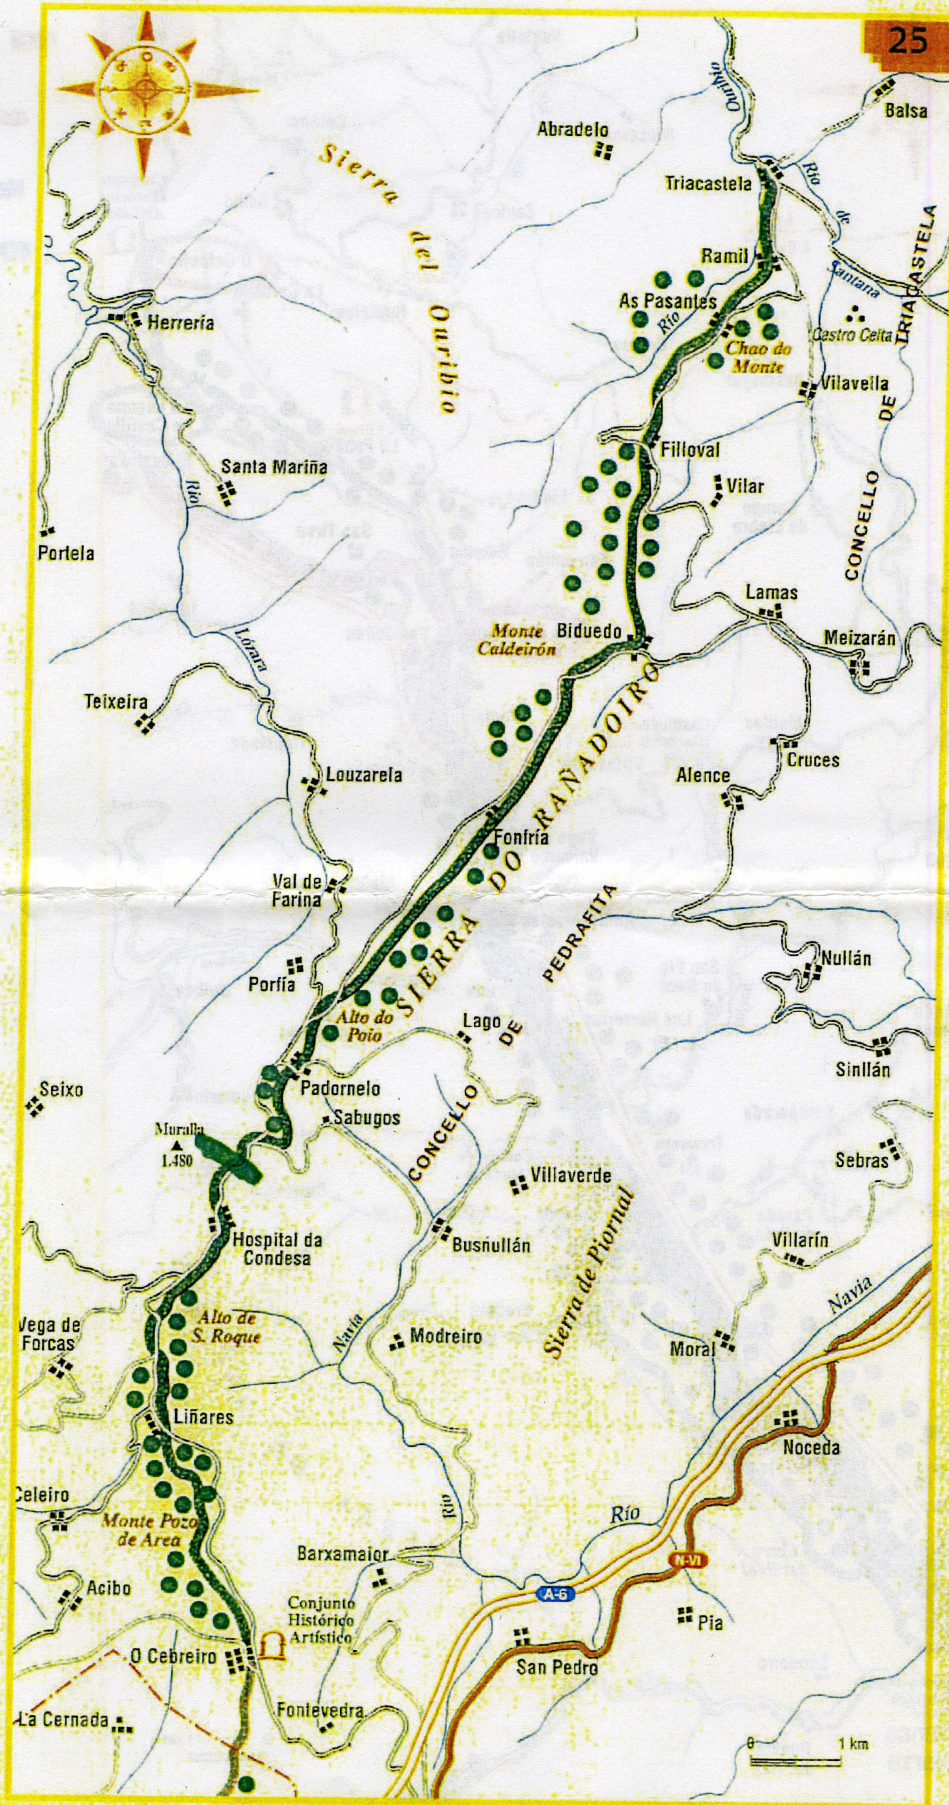 25
Balsa
Abradelo
Ouribio
Triacastela
Río
de
Santana
Sierra
del
Ouribio
Ramil
As Pasantes
Río
Chao do
Monte
Castro Celta
CONCELLO
DE
TRIACASTELA
Herrería
Vilavella
Filloval
Santa Mariña
Río
Vilar
Portela
Lamas
Monte
Caldeirón
Biduedo
Meizarán
Lózara
Teixeira
Cruces
Louzarela
Alence
Fonfría
SIERRA
DO
RAÑADOIRO
Val de
Farina
PEDRAFITA
Nullán
Porfía
Alto do
Poio
Lago
DE
Sinllán
Seixo
Padornelo
Sabugos
CONCELLO
Muralla
1.480
Sebras
Villaverde
Hospital da
Condesa
Busnullán
Sierra de Piornal
Villarín
Navia
Vega de
Forcas
Alto de
S. Roque
Navia
Modreiro
Moral
Liñares
Noceda
Celeiro
Monte Pozo
de Area
Río
Río
Barxamaior
N-VI
A-6
Acibo
Conjunto
Histórico
Artístico
Pia
O Cebreiro
San Pedro
La Cernada
Fontevedra
0
1 km